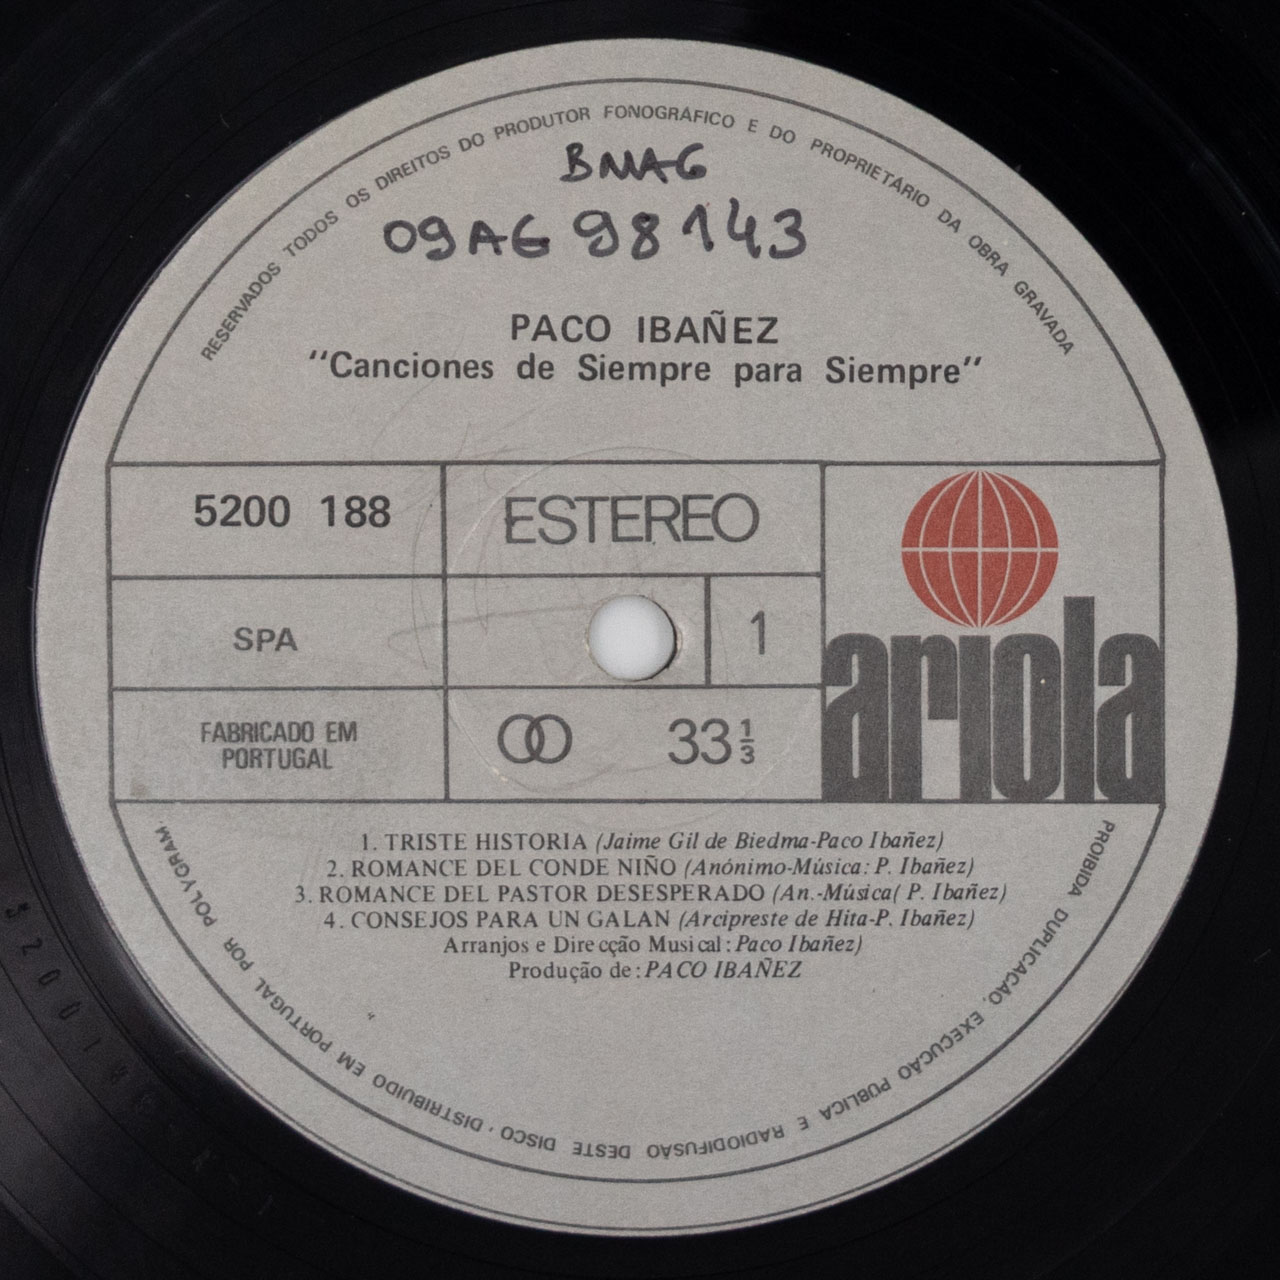 RESERVADOS TODOS OS DIREITOS DO PRODUTOR FONOGRÁFICO E DO PROPRIETÁRIO DA OBRA GRAVADA
BMAG
09AG 98143
PACO IBAÑEZ
"Canciones de Siempre para Siempre"
5200 188
ESTEREO
SPA
1
ariola
FABRICADO EM
PORTUGAL
33 1/3
1. TRISTE HISTORIA (Jaime Gil de Biedma-Paco Ibañez)
2. ROMANCE DEL CONDE NIÑO (Anónimo-Música: P. Ibañez)
3. ROMANCE DEL PASTOR DESESPERADO (An.-Música( P. Ibañez)
4. CONSEJOS PARA UN GALAN (Arcipreste de Hita-P. Ibañez)
Arranjos e Direcção Musical: Paco Ibañez)
Produção de: PACO IBAÑEZ
PROIBIDA DUPLICAÇÃO, EXECUÇÃO PÚBLICA E RADIODIFUSÃO DESTE DISCO · DISTRIBUIDO EM PORTUGAL POR POLYGRAM.